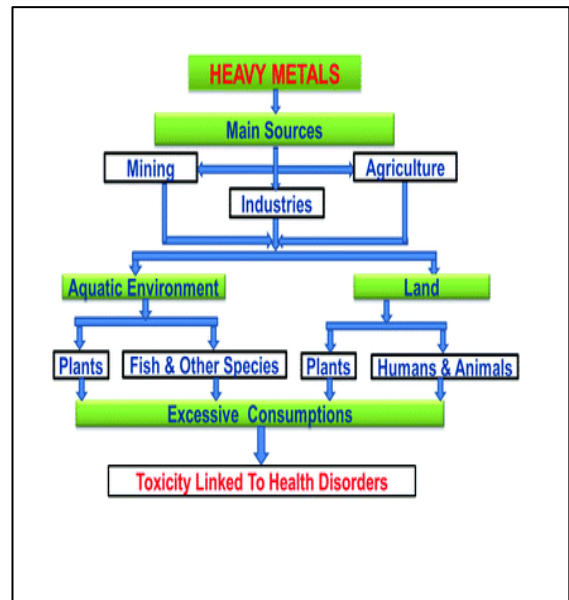 HEAVY METALS
Main Sources
Mining
Agriculture
Industries
Aquatic Environment
Land
Plants
Fish & Other Species
Plants
Humans & Animals
Excessive Consumptions
Toxicity Linked To Health Disorders